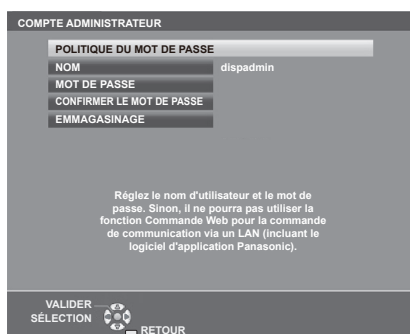 COMPTE ADMINISTRATEUR
POLITIQUE DU MOT DE PASSE
NOM dispadmin
MOT DE PASSE
CONFIRMER LE MOT DE PASSE
EMMAGASINAGE
Réglez le nom d'utilisateur et le mot de
passe. Sinon, il ne pourra pas utiliser la
fonction Commande Web pour la commande
de communication via un LAN (incluant le
logiciel d'application Panasonic).
VALIDER
SÉLECTION
RETOUR